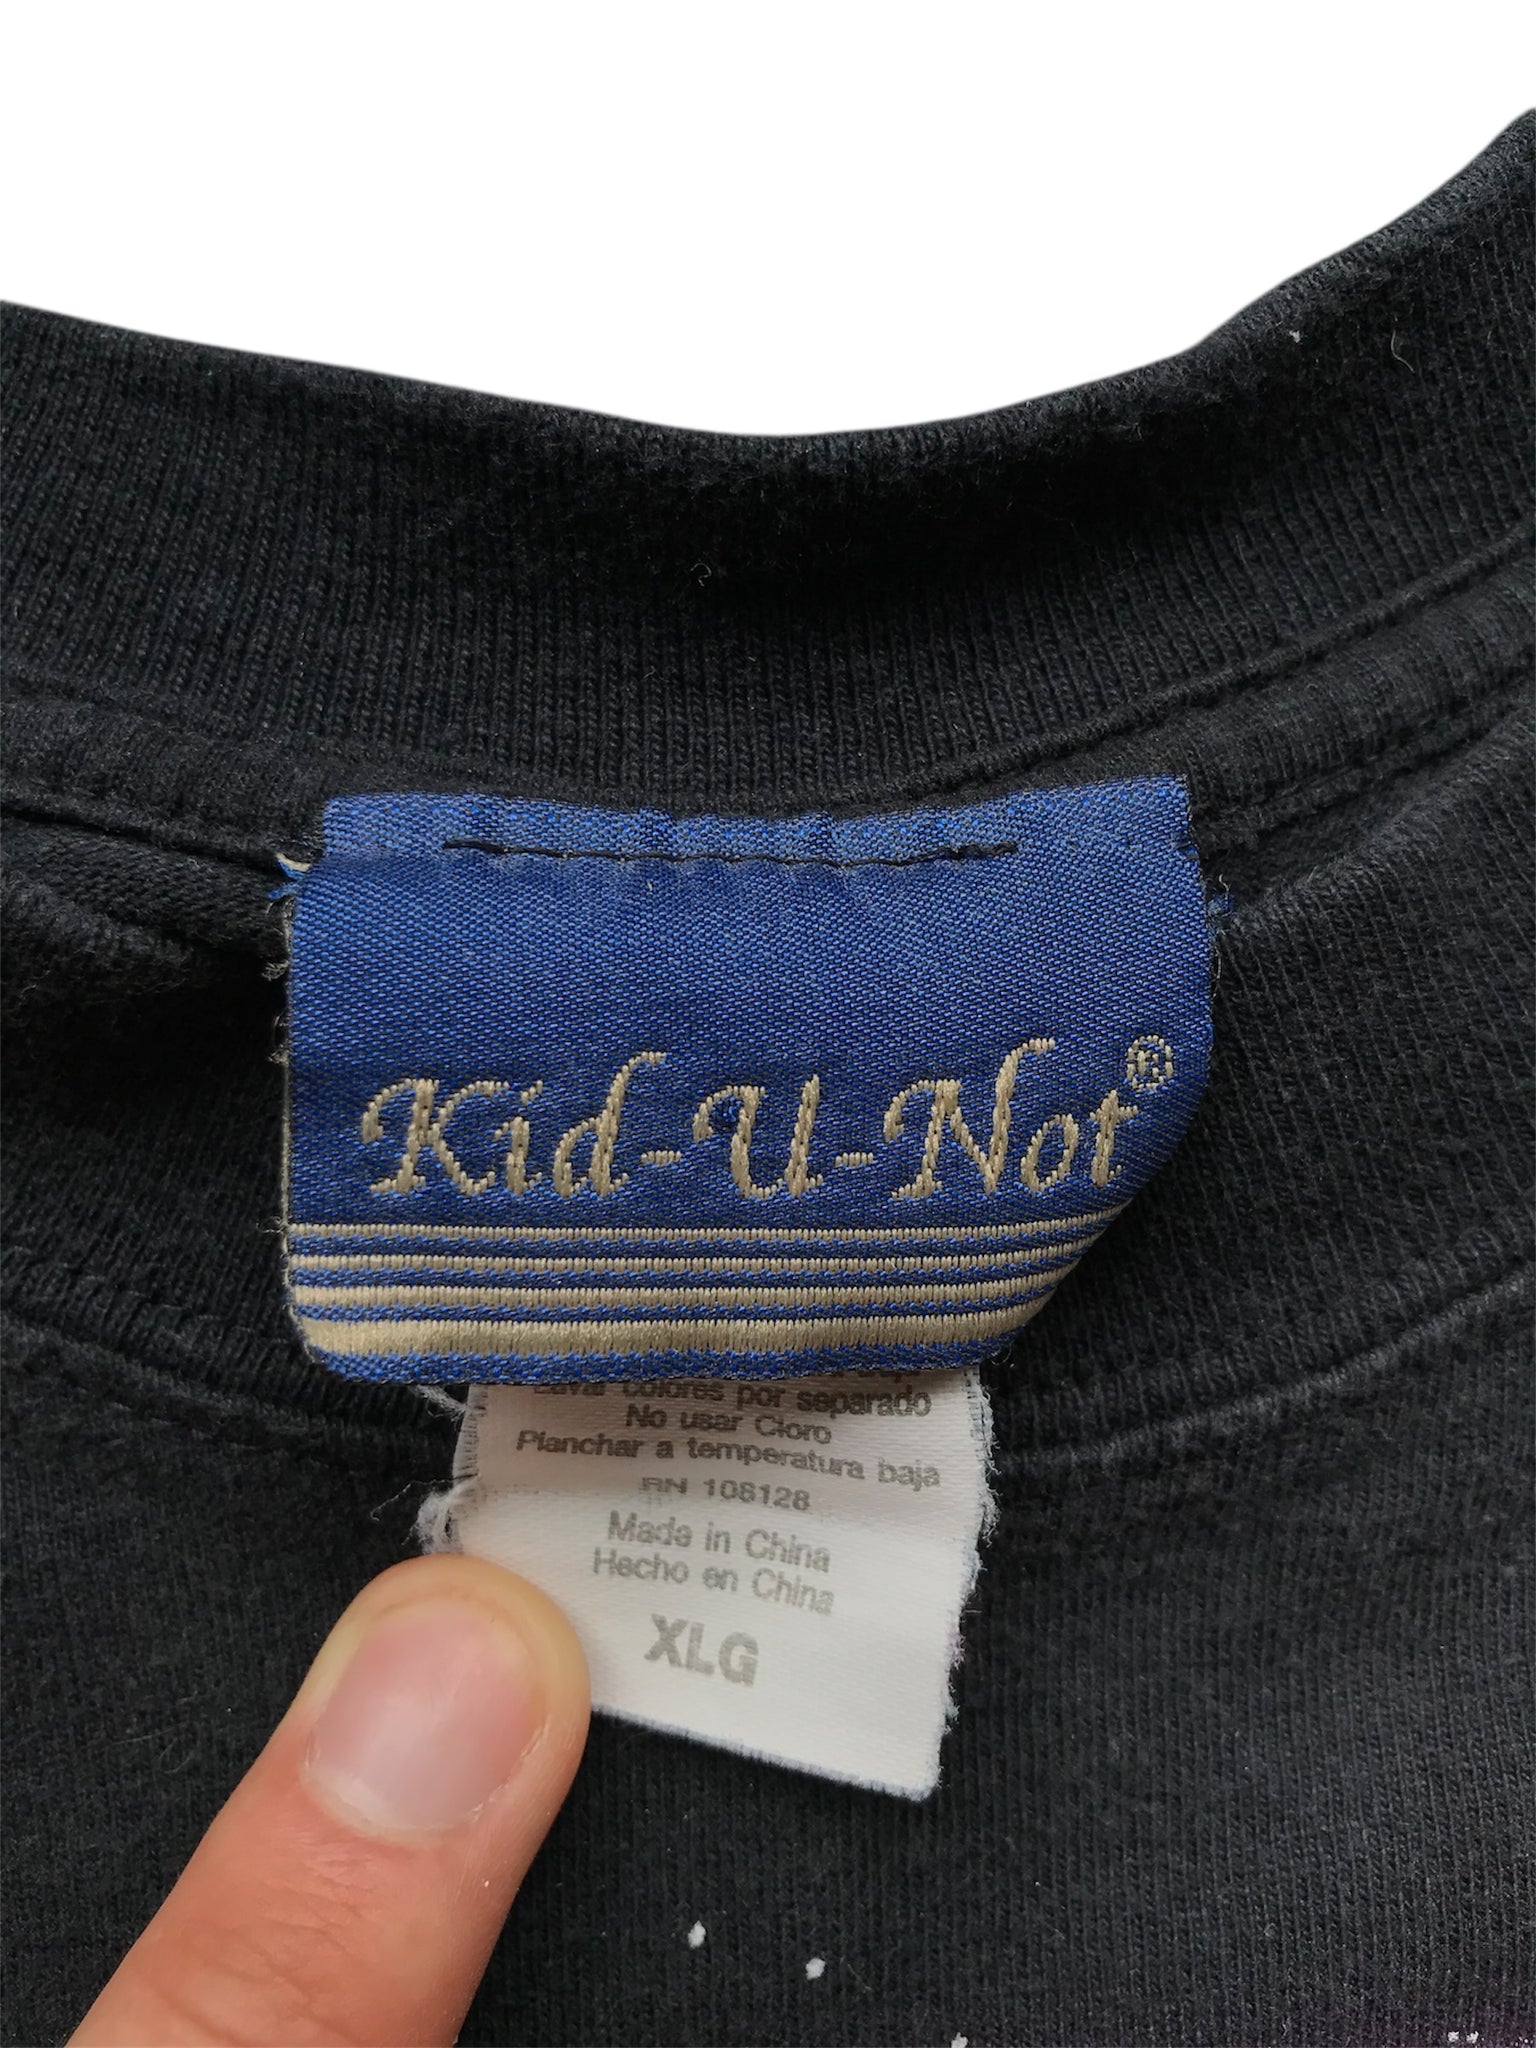 Kid-U-Not®
Lavar colores por separado
No usar Cloro
Planchar a temperatura baja
RN 108128
Made in China
Hecho en China
XLG